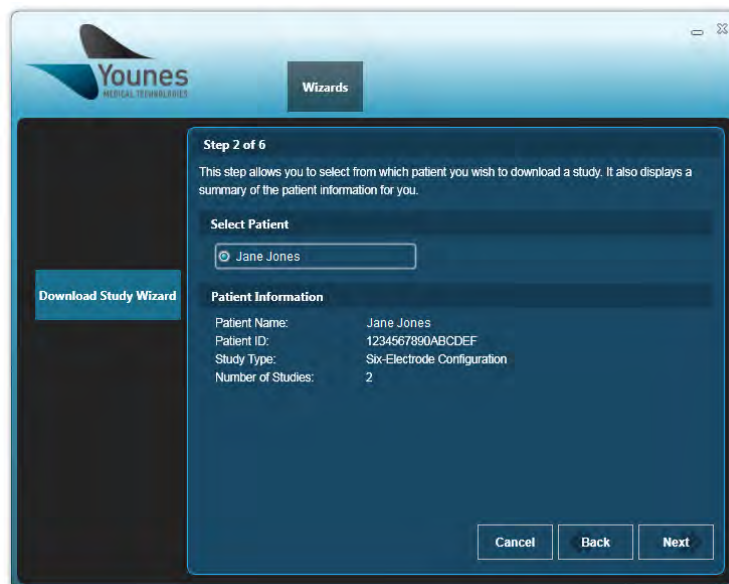 Younes
MEDICAL TECHNOLOGIES
Wizards
Step 2 of 6
This step allows you to select from which patient you wish to download a study. It also displays a
summary of the patient information for you.
Select Patient
Jane Jones
Download Study Wizard
Patient Information
Patient Name: Jane Jones
Patient ID: 1234567890ABCDEF
Study Type: Six-Electrode Configuration
Number of Studies: 2
Cancel Back Next